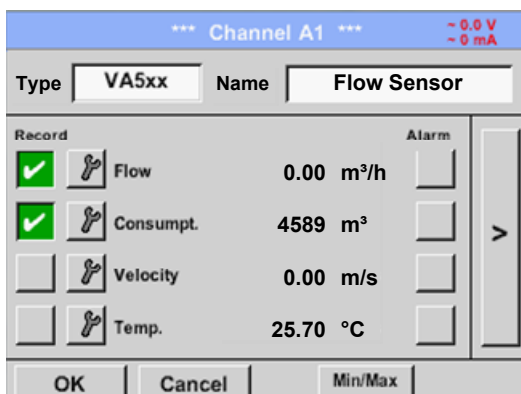 *** Channel A1 ***
~ 0.0 V
~ 0 mA
Type VA5xx Name Flow Sensor
Record Alarm
Flow 0.00 m³/h
Consumpt. 4589 m³
>
Velocity 0.00 m/s
Temp. 25.70 °C
OK Cancel Min/Max